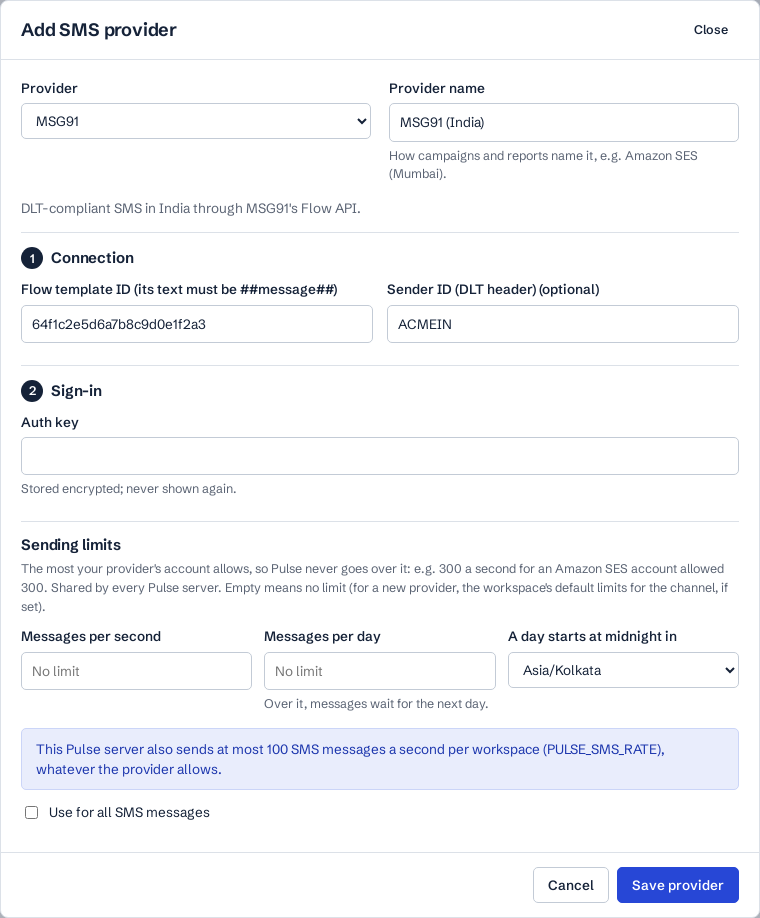 Add SMS provider
Close
Provider
Provider name
MSG91
MSG91 (India)
How campaigns and reports name it, e.g. Amazon SES
(Mumbai).
DLT-compliant SMS in India through MSG91's Flow API.
1 Connection
Flow template ID (its text must be ##message##)
Sender ID (DLT header) (optional)
64f1c2e5d6a7b8c9d0e1f2a3
ACMEIN
2 Sign-in
Auth key
Stored encrypted; never shown again.
Sending limits
The most your provider's account allows, so Pulse never goes over it: e.g. 300 a second for an Amazon SES account allowed
300. Shared by every Pulse server. Empty means no limit (for a new provider, the workspace's default limits for the channel, if
set).
Messages per second
Messages per day
A day starts at midnight in
No limit
No limit
Asia/Kolkata
Over it, messages wait for the next day.
This Pulse server also sends at most 100 SMS messages a second per workspace (PULSE_SMS_RATE),
whatever the provider allows.
Use for all SMS messages
Cancel
Save provider